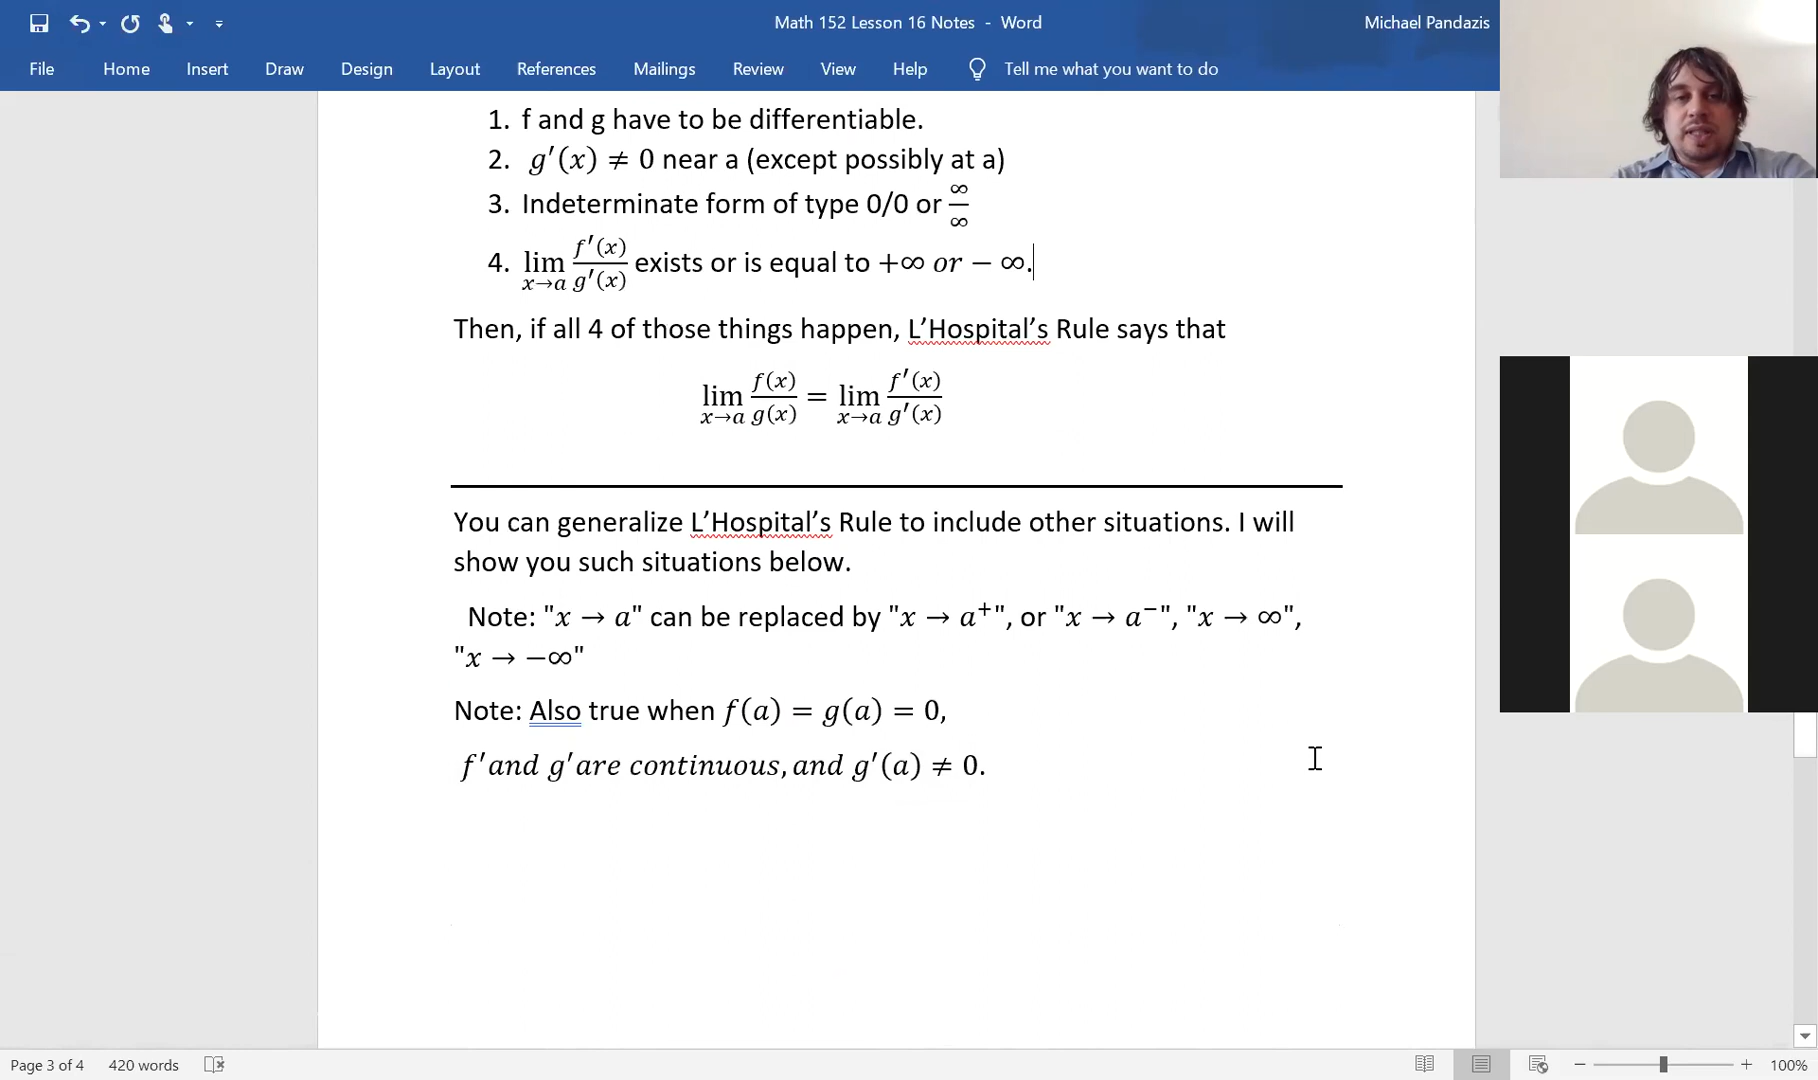 Math 152 Lesson 16 Notes - Word
Michael Pandazis
File Home Insert Draw Design Layout References Mailings Review View Help Tell me what you want to do
1. f and g have to be differentiable.
2. g′(x) ≠ 0 near a (except possibly at a)
3. Indeterminate form of type 0/0 or ∞/∞
4. lim x→a f′(x)/g′(x) exists or is equal to +∞ or − ∞.
Then, if all 4 of those things happen, L’Hospital’s Rule says that
lim x→a f(x)/g(x) = lim x→a f′(x)/g′(x)
You can generalize L’Hospital’s Rule to include other situations. I will
show you such situations below.
Note: "x → a" can be replaced by "x → a⁺", or "x → a⁻", "x → ∞",
"x → −∞"
Note: Also true when f(a) = g(a) = 0,
f′and g′are continuous, and g′(a) ≠ 0.
Page 3 of 4 420 words
100%